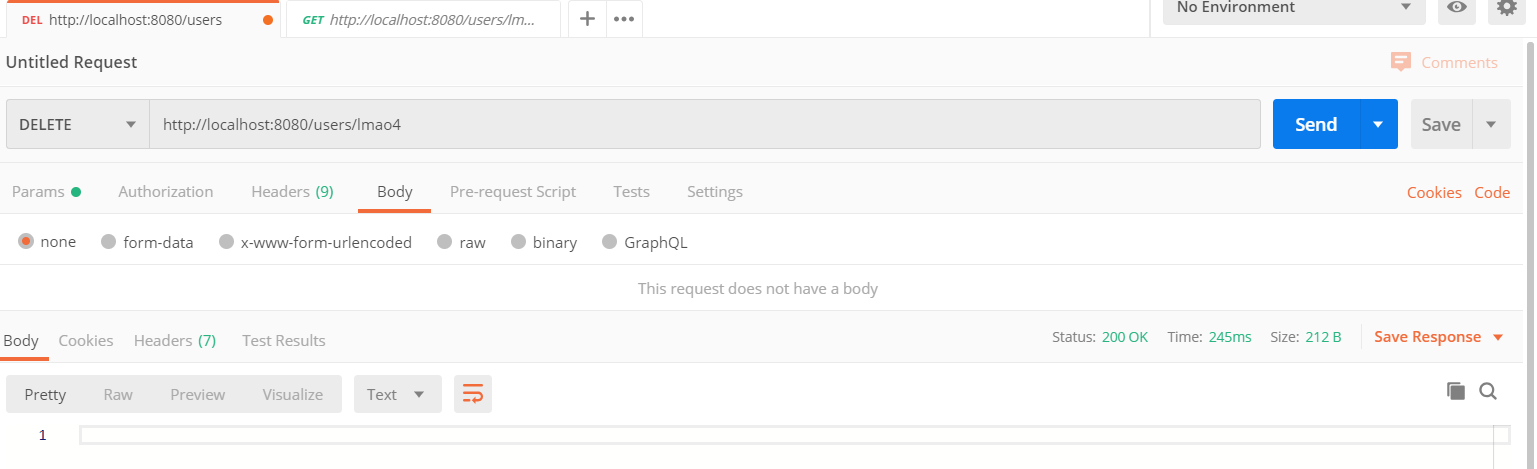 DEL http://localhost:8080/users GET http://localhost:8080/users/lm... No Environment
Untitled Request Comments
DELETE http://localhost:8080/users/lmao4 Send Save
Params Authorization Headers (9) Body Pre-request Script Tests Settings Cookies Code
none form-data x-www-form-urlencoded raw binary GraphQL
This request does not have a body
Body Cookies Headers (7) Test Results Status: 200 OK Time: 245ms Size: 212 B Save Response
Pretty Raw Preview Visualize Text
1